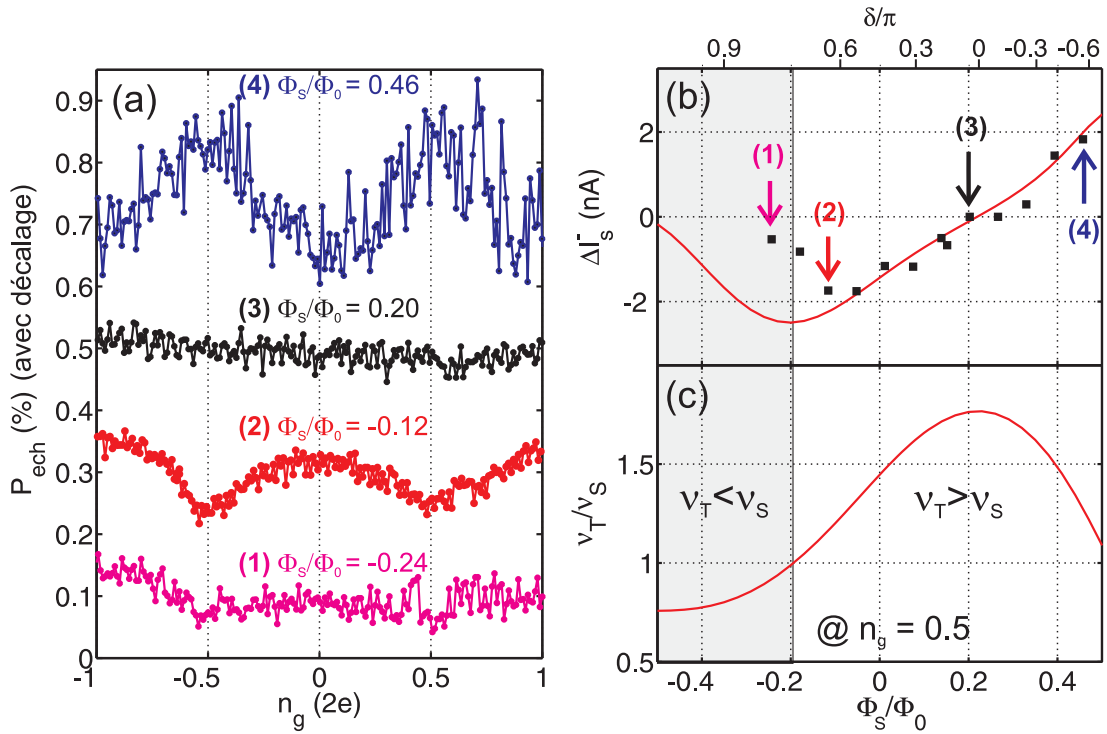 (a)
(4) ΦS/Φ0 = 0.46
(3) ΦS/Φ0 = 0.20
(2) ΦS/Φ0 = -0.12
(1) ΦS/Φ0 = -0.24
Pech (%) (avec décalage)
0.9
0.8
0.7
0.6
0.5
0.4
0.3
0.2
0.1
0
-1 -0.5 0 0.5 1
ng (2e)
δ/π
0.9 0.6 0.3 0 -0.3 -0.6
(b)
(3)
(1)
(2)
(4)
ΔIs- (nA)
2
0
-2
(c)
νT<νS νT>νS
@ ng = 0.5
νT/νS
1.5
1
0.5
-0.4 -0.2 0 0.2 0.4
ΦS/Φ0